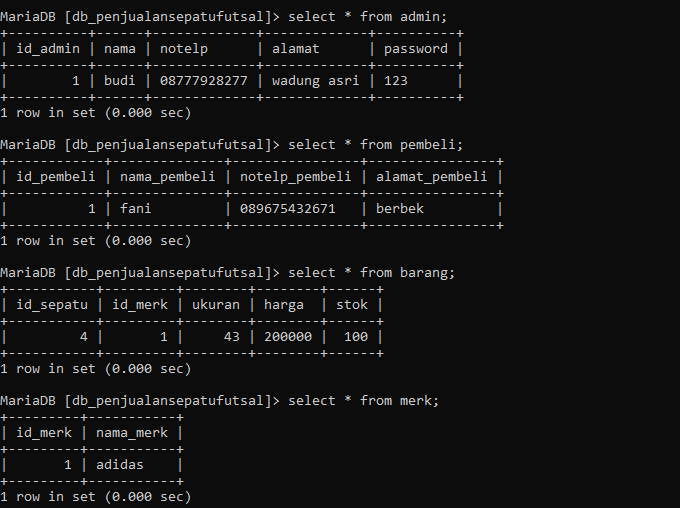 MariaDB [db_penjualansepatufutsal]> select * from admin;
+----------+------+-------------+-------------+----------+
| id_admin | nama | notelp      | alamat      | password |
+----------+------+-------------+-------------+----------+
|        1 | budi | 08777928277 | wadung asri | 123      |
+----------+------+-------------+-------------+----------+
1 row in set (0.000 sec)
MariaDB [db_penjualansepatufutsal]> select * from pembeli;
+------------+--------------+----------------+----------------+
| id_pembeli | nama_pembeli | notelp_pembeli | alamat_pembeli |
+------------+--------------+----------------+----------------+
|          1 | fani         | 089675432671   | berbek         |
+------------+--------------+----------------+----------------+
1 row in set (0.000 sec)
MariaDB [db_penjualansepatufutsal]> select * from barang;
+-----------+---------+--------+--------+------+
| id_sepatu | id_merk | ukuran | harga  | stok |
+-----------+---------+--------+--------+------+
|         4 |       1 |     43 | 200000 |  100 |
+-----------+---------+--------+--------+------+
1 row in set (0.000 sec)
MariaDB [db_penjualansepatufutsal]> select * from merk;
+---------+-----------+
| id_merk | nama_merk |
+---------+-----------+
|       1 | adidas    |
+---------+-----------+
1 row in set (0.000 sec)